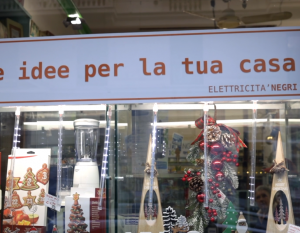 e idee per la tua casa
ELETTRICITA'NEGRI